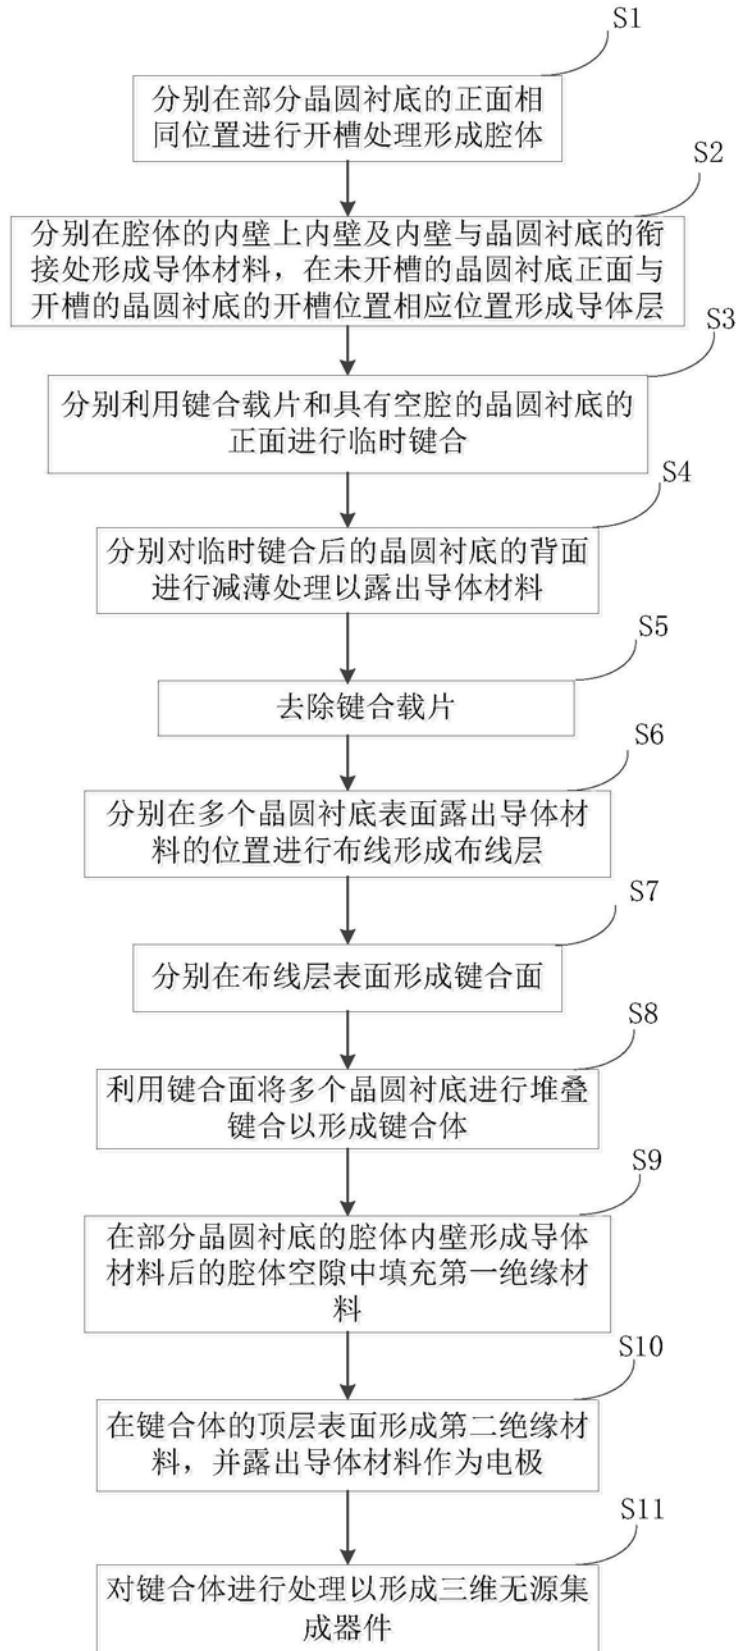 S1
分别在部分晶圆衬底的正面相
同位置进行开槽处理形成腔体
S2
分别在腔体的内壁上内壁及内壁与晶圆衬底的衔
接处形成导体材料，在未开槽的晶圆衬底正面与
开槽的晶圆衬底的开槽位置相应位置形成导体层
S3
分别利用键合载片和具有空腔的晶圆衬底的
正面进行临时键合
S4
分别对临时键合后的晶圆衬底的背面
进行减薄处理以露出导体材料
S5
去除键合载片
S6
分别在多个晶圆衬底表面露出导体材
料的位置进行布线形成布线层
S7
分别在布线层表面形成键合面
S8
利用键合面将多个晶圆衬底进行堆叠
键合以形成键合体
S9
在部分晶圆衬底的腔体内壁形成导体
材料后的腔体空隙中填充第一绝缘材
料
S10
在键合体的顶层表面形成第二绝缘材
料，并露出导体材料作为电极
S11
对键合体进行处理以形成三维无源集
成器件